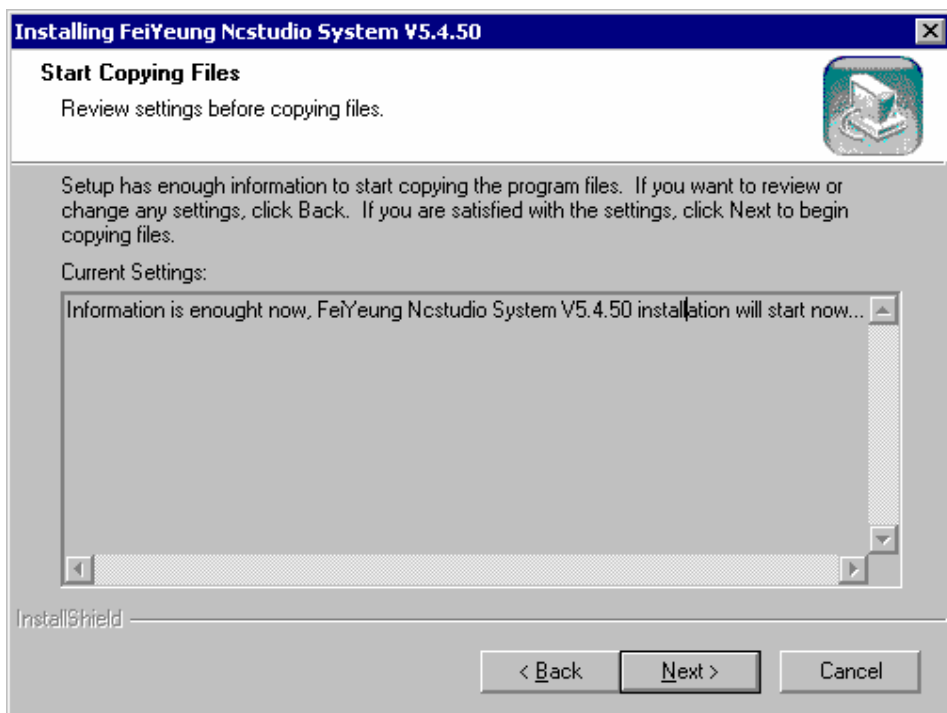 Installing FeiYeung Ncstudio System V5.4.50
Start Copying Files
Review settings before copying files.
Setup has enough information to start copying the program files.  If you want to review or
change any settings, click Back.  If you are satisfied with the settings, click Next to begin
copying files.
Current Settings:
Information is enought now, FeiYeung Ncstudio System V5.4.50 installation will start now...
InstallShield
< Back
Next >
Cancel